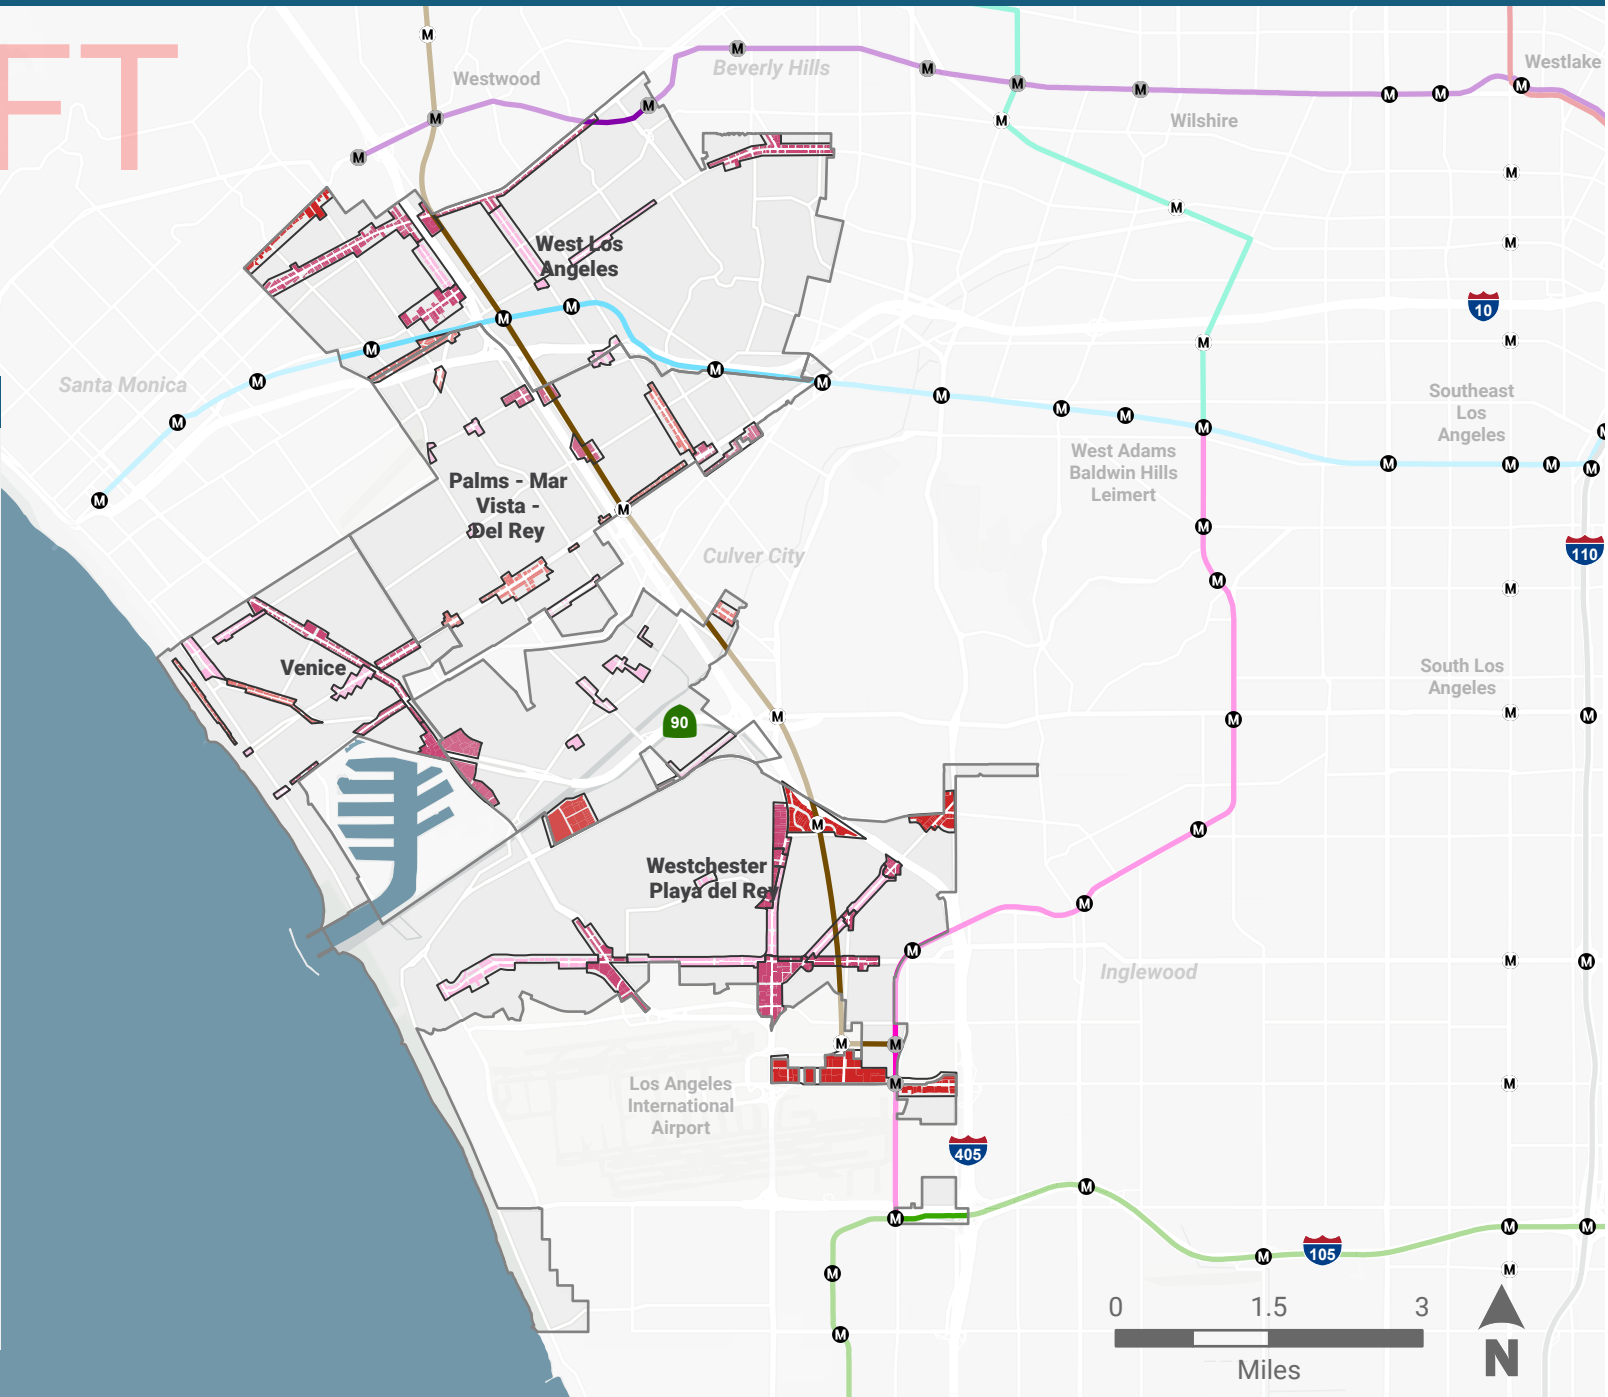 FT
Westwood
Beverly Hills
Westlake
Wilshire
West Los
Angeles
10
Santa Monica
Southeast
Los
Angeles
West Adams
Baldwin Hills
Leimert
Palms - Mar
Vista -
Del Rey
Culver City
110
Venice
South Los
Angeles
90
Westchester
Playa del Rey
Inglewood
Los Angeles
International
Airport
405
105
0 1.5 3
Miles
N